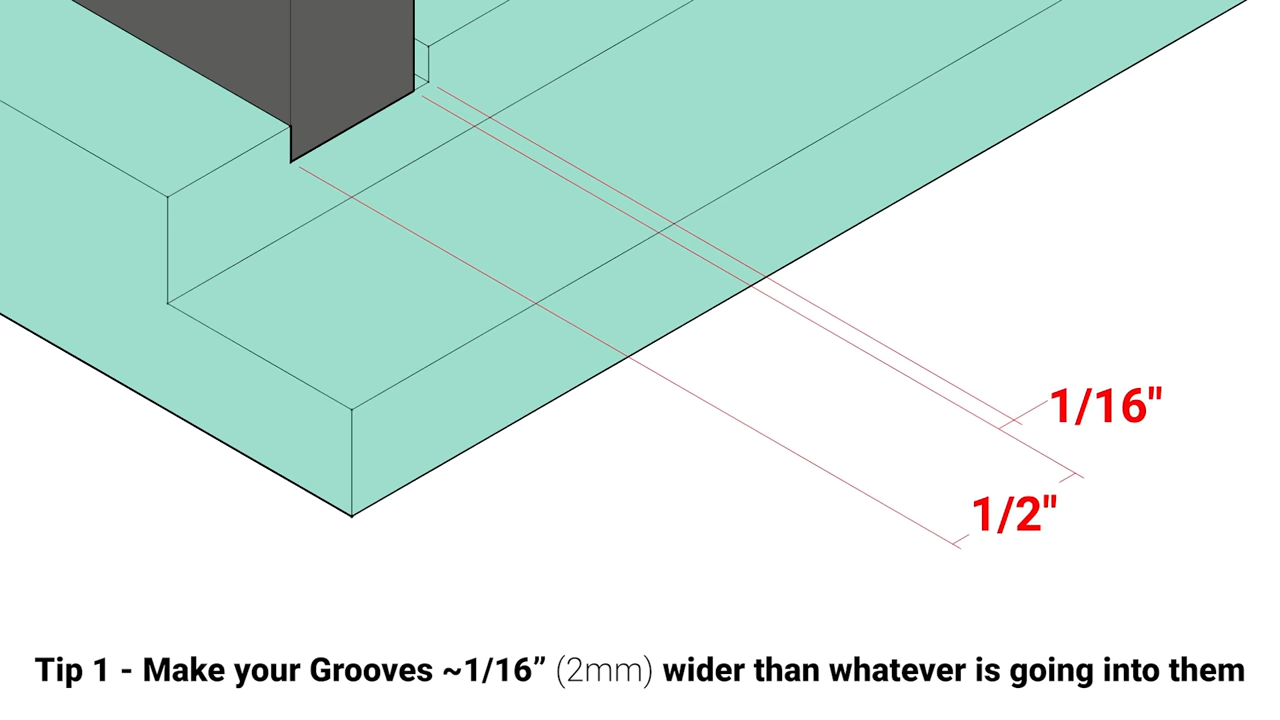 1/16"
1/2"
Tip 1 - Make your Grooves ~1/16” (2mm) wider than whatever is going into them